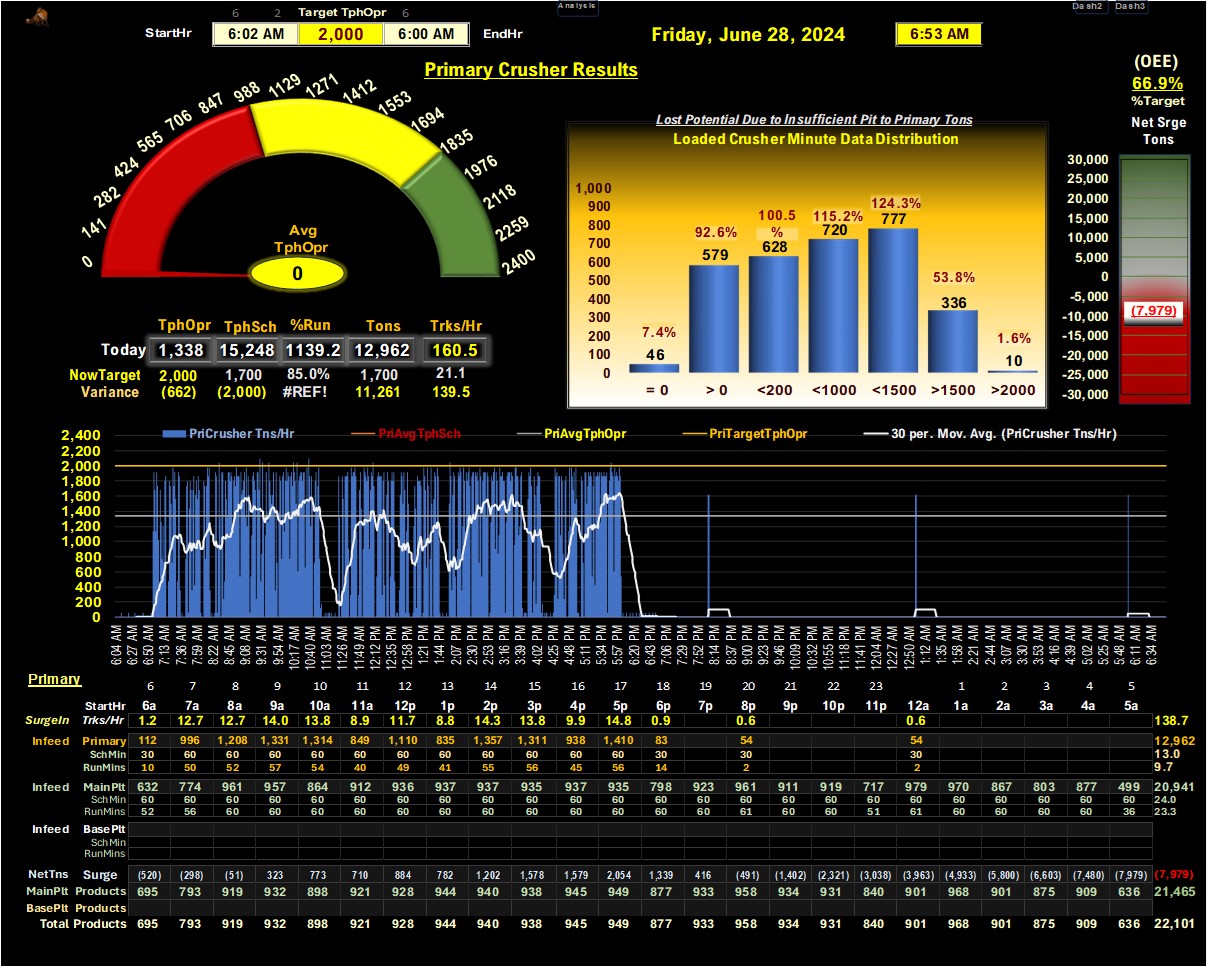 Analysis
Dash2 Dash3
6 2 Target TphOpr 6
StartHr 6:02 AM 2,000 6:00 AM EndHr
Friday, June 28, 2024 6:53 AM
Primary Crusher Results
0 141 282 424 565 706 847 988 1129 1271 1412 1553 1694 1835 1976 2118 2259 2400
Avg
TphOpr
0
TphOpr TphSch %Run Tons Trks/Hr
Today 1,338 15,248 1139.2 12,962 160.5
NowTarget 2,000 1,700 85.0% 1,700 21.1
Variance (662) (2,000) #REF! 11,261 139.5
Lost Potential Due to Insufficient Pit to Primary Tons
Loaded Crusher Minute Data Distribution
1,000
900
800
700
600
500
400
300
200
100
0
7.4% 92.6% 100.5 % 115.2% 124.3% 53.8% 1.6%
46 579 628 720 777 336 10
= 0 > 0 <200 <1000 <1500 >1500 >2000
(OEE)
66.9%
%Target
Net Srge
Tons
30,000
25,000
20,000
15,000
10,000
5,000
0
-5,000
-10,000
-15,000
-20,000
-25,000
-30,000
(7,979)
PriCrusher Tns/Hr PriAvgTphSch PriAvgTphOpr PriTargetTphOpr 30 per. Mov. Avg. (PriCrusher Tns/Hr)
2,400
2,200
2,000
1,800
1,600
1,400
1,200
1,000
800
600
400
200
0
6:04 AM 6:27 AM 6:50 AM 7:13 AM 7:36 AM 7:59 AM 8:22 AM 8:45 AM 9:08 AM 9:31 AM 9:54 AM 10:17 AM 10:40 AM 11:03 AM 11:26 AM 11:49 AM 12:12 PM 12:35 PM 12:58 PM 1:21 PM 1:44 PM 2:07 PM 2:30 PM 2:53 PM 3:16 PM 3:39 PM 4:02 PM 4:25 PM 4:48 PM 5:11 PM 5:34 PM 5:57 PM 6:20 PM 6:43 PM 7:06 PM 7:29 PM 7:52 PM 8:14 PM 8:37 PM 9:00 PM 9:23 PM 9:46 PM 10:09 PM 10:32 PM 10:55 PM 11:18 PM 11:41 PM 12:04 AM 12:27 AM 12:50 AM 1:12 AM 1:35 AM 1:58 AM 2:21 AM 2:44 AM 3:07 AM 3:30 AM 3:53 AM 4:16 AM 4:39 AM 5:02 AM 5:25 AM 5:48 AM 6:11 AM 6:34 AM
Primary
6 7 8 9 10 11 12 13 14 15 16 17 18 19 20 21 22 23 1 2 3 4 5
StartHr 6a 7a 8a 9a 10a 11a 12p 1p 2p 3p 4p 5p 6p 7p 8p 9p 10p 11p 12a 1a 2a 3a 4a 5a
SurgeIn Trks/Hr 1.2 12.7 12.7 14.0 13.8 8.9 11.7 8.8 14.3 13.8 9.9 14.8 0.9 0.6 0.6 138.7
Infeed Primary 112 996 1,208 1,331 1,314 849 1,110 835 1,357 1,311 938 1,410 83 54 54 12,962
SchMin 30 60 60 60 60 60 60 60 60 60 60 60 30 30 30 13.0
RunMins 10 50 52 57 54 40 49 41 55 56 45 56 14 2 2 9.7
Infeed MainPlt 632 774 961 957 864 912 936 937 937 935 937 935 798 923 961 911 919 717 979 970 867 803 877 499 20,941
SchMin 60 60 60 60 60 60 60 60 60 60 60 60 60 60 60 60 60 60 60 60 60 60 60 60 24.0
RunMins 52 56 60 60 60 60 60 60 60 60 60 60 60 60 61 60 60 51 61 60 60 60 60 36 23.3
Infeed BasePlt
SchMin
RunMins
NetTns Surge (520) (298) (51) 323 773 710 884 782 1,202 1,578 1,579 2,054 1,339 416 (491) (1,402) (2,321) (3,038) (3,963) (4,933) (5,800) (6,603) (7,480) (7,979) (7,979)
MainPlt Products 695 793 919 932 898 921 928 944 940 938 945 949 877 933 958 934 931 840 901 968 901 875 909 636 21,465
BasePlt Products
Total Products 695 793 919 932 898 921 928 944 940 938 945 949 877 933 958 934 931 840 901 968 901 875 909 636 22,101